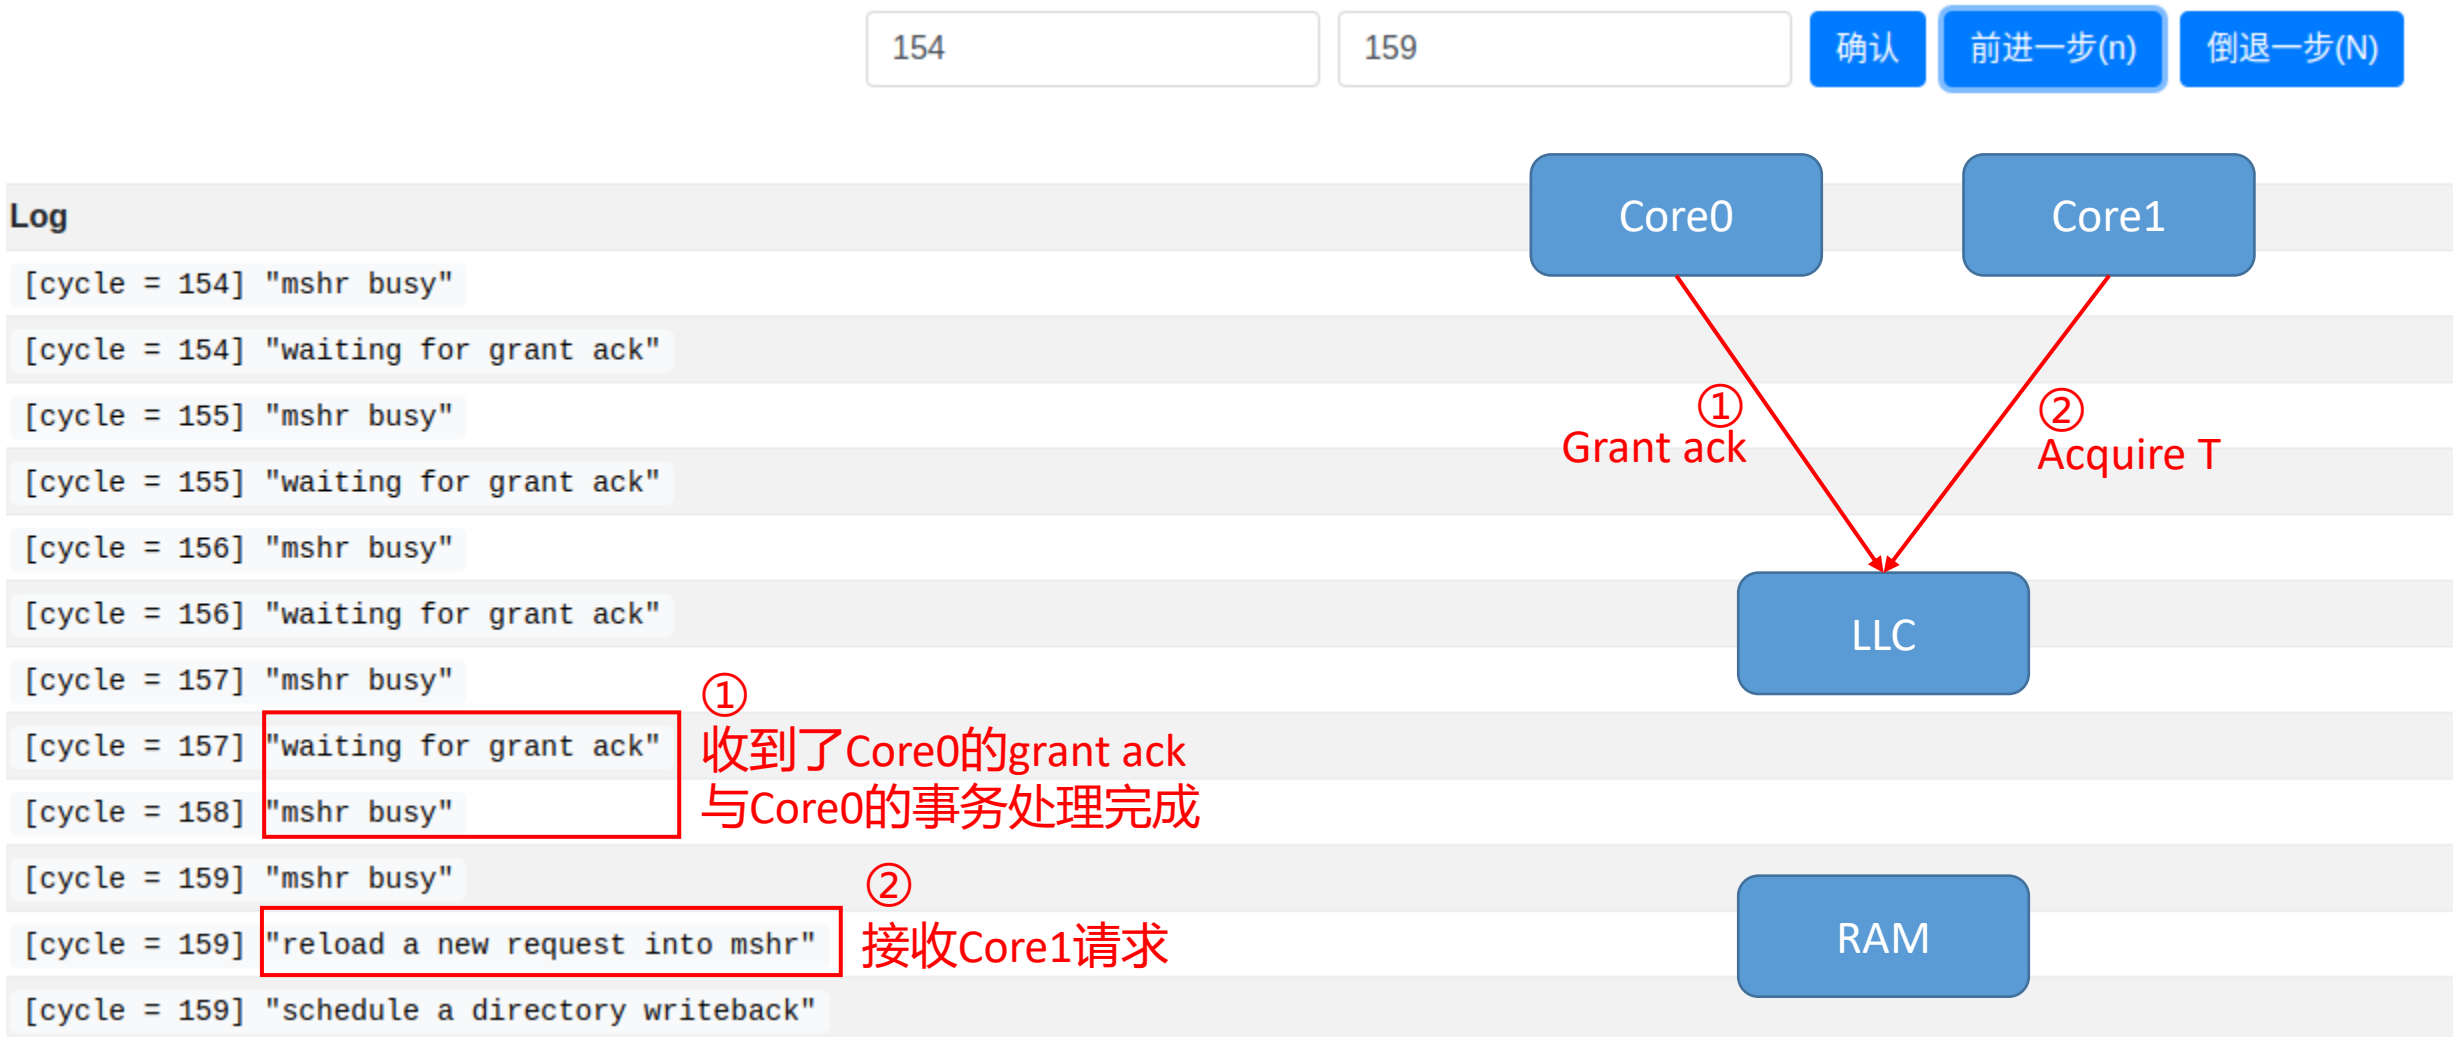 154
159
确认
前进一步(n)
倒退一步(N)
Log
[cycle = 154] "mshr busy"
[cycle = 154] "waiting for grant ack"
[cycle = 155] "mshr busy"
[cycle = 155] "waiting for grant ack"
[cycle = 156] "mshr busy"
[cycle = 156] "waiting for grant ack"
[cycle = 157] "mshr busy"
[cycle = 157] "waiting for grant ack"
[cycle = 158] "mshr busy"
[cycle = 159] "mshr busy"
[cycle = 159] "reload a new request into mshr"
[cycle = 159] "schedule a directory writeback"
①
收到了Core0的grant ack
与Core0的事务处理完成
②
接收Core1请求
Core0
Core1
①
Grant ack
②
Acquire T
LLC
RAM